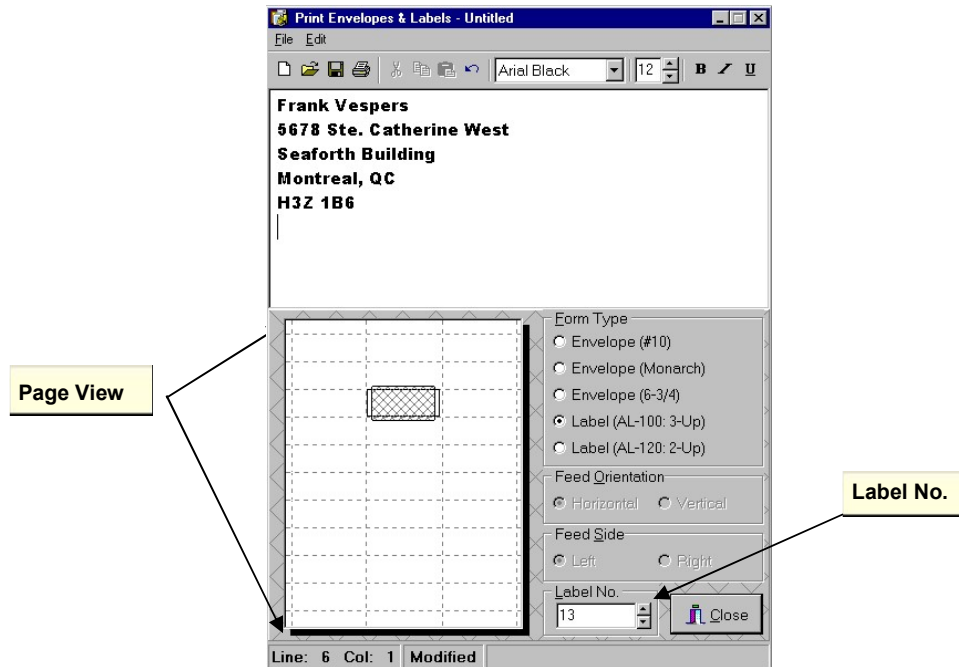 Print Envelopes & Labels - Untitled
File Edit
Arial Black 12 B I U
Frank Vespers
5678 Ste. Catherine West
Seaforth Building
Montreal, QC
H3Z 1B6
Page View
Form Type
Envelope (#10)
Envelope (Monarch)
Envelope (6-3/4)
Label (AL-100: 3-Up)
Label (AL-120: 2-Up)
Feed Orientation
Horizontal Vertical
Feed Side
Left Right
Label No.
Label No.
13
Close
Line: 6 Col: 1 Modified